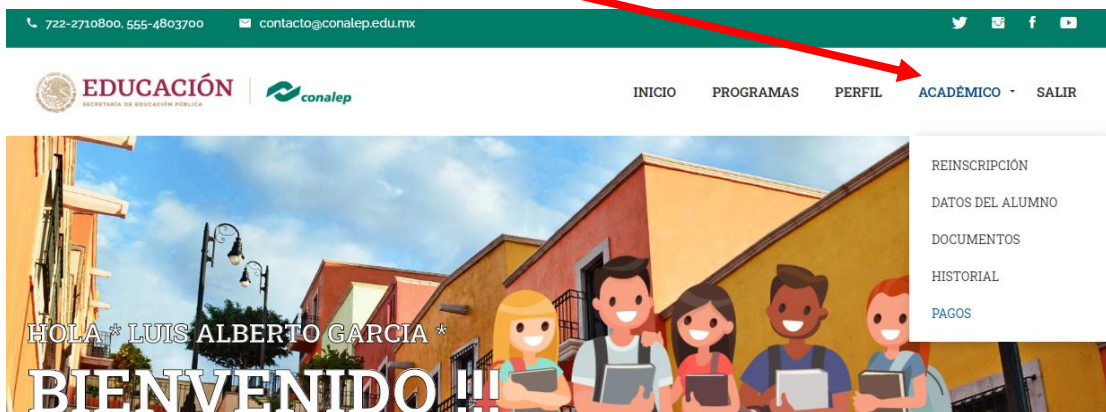 722-2710800, 555-4803700 contacto@conalep.edu.mx
EDUCACIÓN
SECRETARÍA DE EDUCACIÓN PÚBLICA
conalep
INICIO PROGRAMAS PERFIL ACADÉMICO SALIR
REINSCRIPCIÓN
DATOS DEL ALUMNO
DOCUMENTOS
HISTORIAL
PAGOS
HOLA * LUIS ALBERTO GARCIA *
BIENVENIDO !!